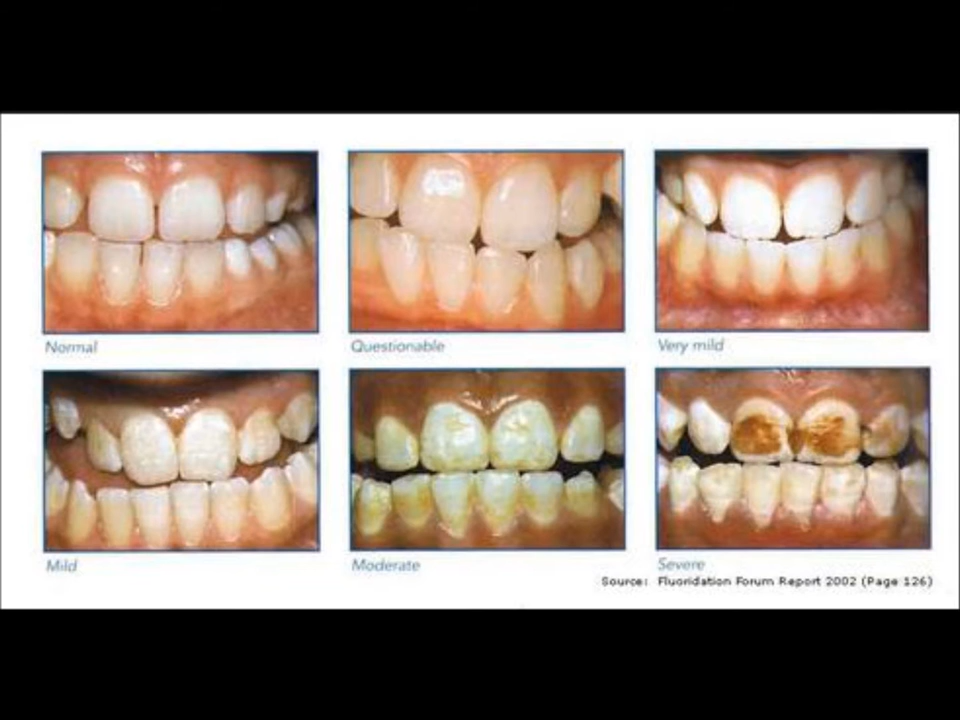 Normal
Questionable
Very mild
Mild
Moderate
Severe
Source: Fluoridation Forum Report 2002 (Page 126)